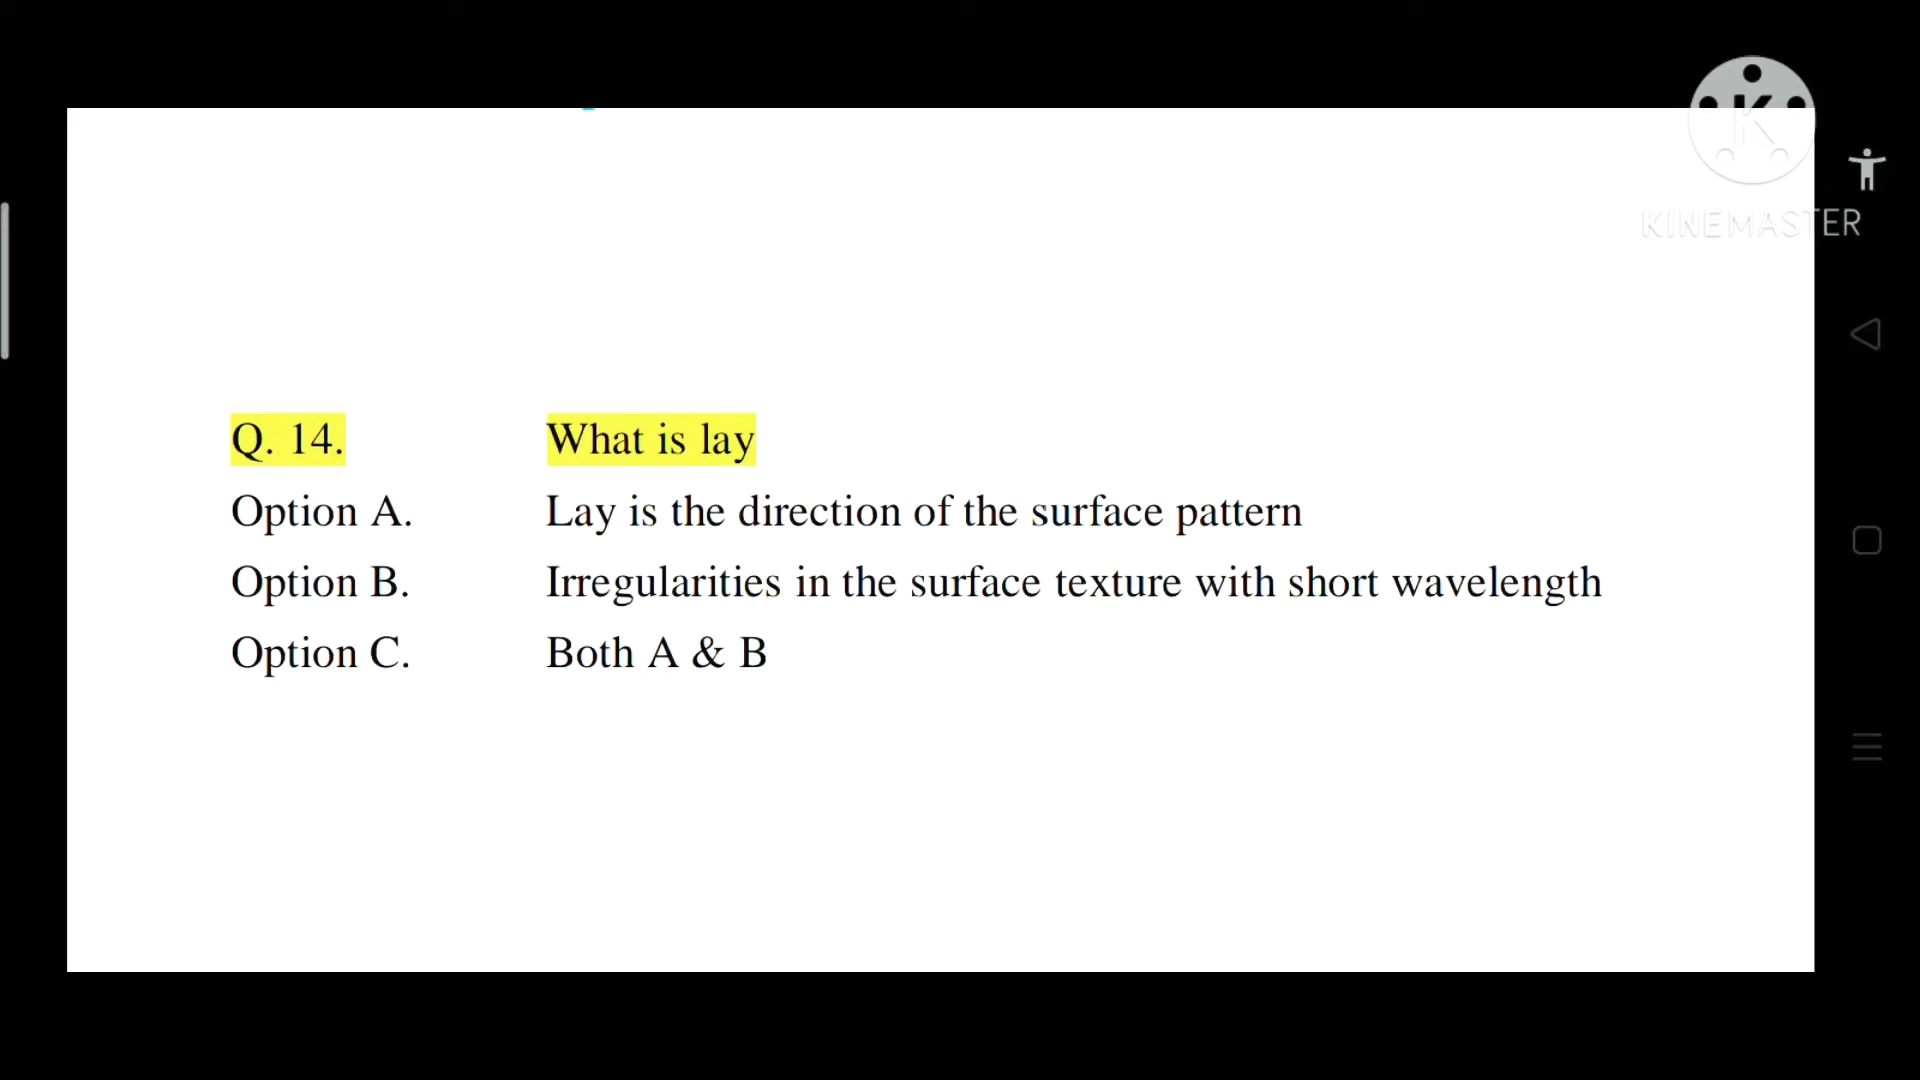 K
KINEMASTER
Q. 14. What is lay
Option A. Lay is the direction of the surface pattern
Option B. Irregularities in the surface texture with short wavelength
Option C. Both A & B